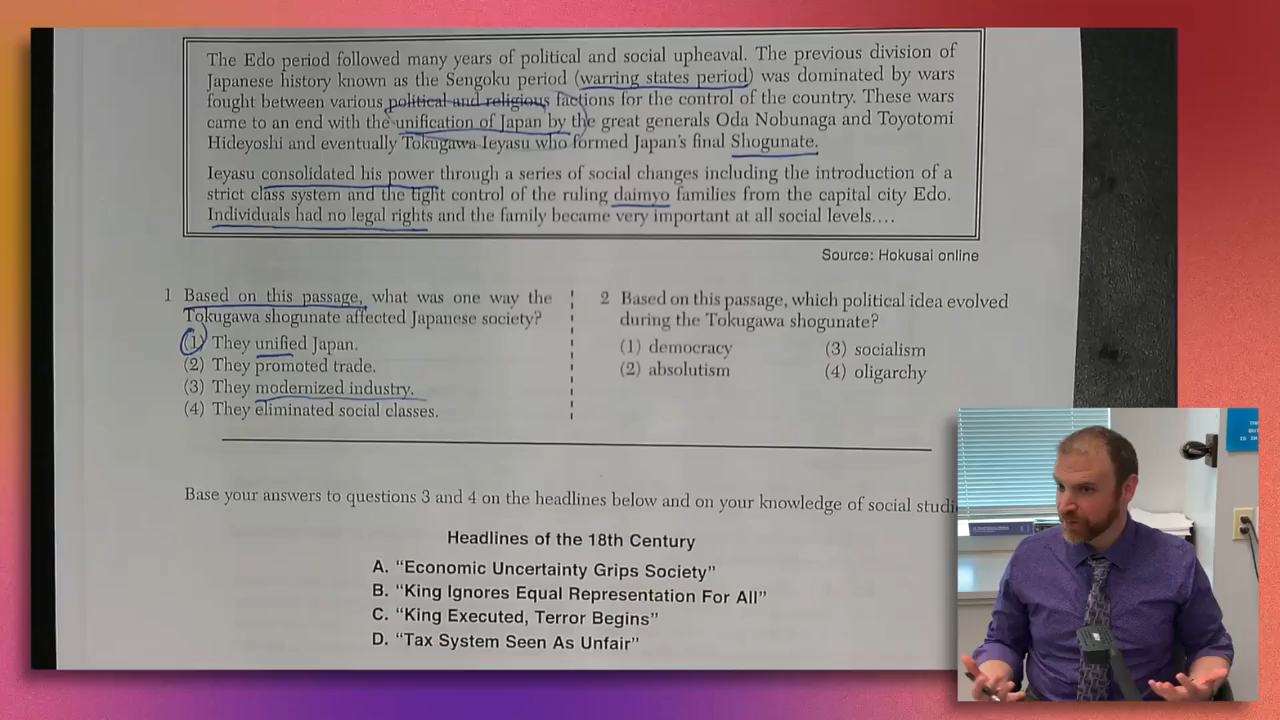 The Edo period followed many years of political and social upheaval. The previous division of
Japanese history known as the Sengoku period (warring states period) was dominated by wars
fought between various political and religious factions for the control of the country. These wars
came to an end with the unification of Japan by the great generals Oda Nobunaga and Toyotomi
Hideyoshi and eventually Tokugawa Ieyasu who formed Japan's final Shogunate.
Ieyasu consolidated his power through a series of social changes including the introduction of a
strict class system and the tight control of the ruling daimyo families from the capital city Edo.
Individuals had no legal rights and the family became very important at all social levels....
Source: Hokusai online
1 Based on this passage, what was one way the
Tokugawa shogunate affected Japanese society?
(1) They unified Japan.
(2) They promoted trade.
(3) They modernized industry.
(4) They eliminated social classes.
2 Based on this passage, which political idea evolved
during the Tokugawa shogunate?
(1) democracy
(2) absolutism
(3) socialism
(4) oligarchy
Base your answers to questions 3 and 4 on the headlines below and on your knowledge of social studi
Headlines of the 18th Century
A. "Economic Uncertainty Grips Society"
B. "King Ignores Equal Representation For All"
C. "King Executed, Terror Begins"
D. "Tax System Seen As Unfair"